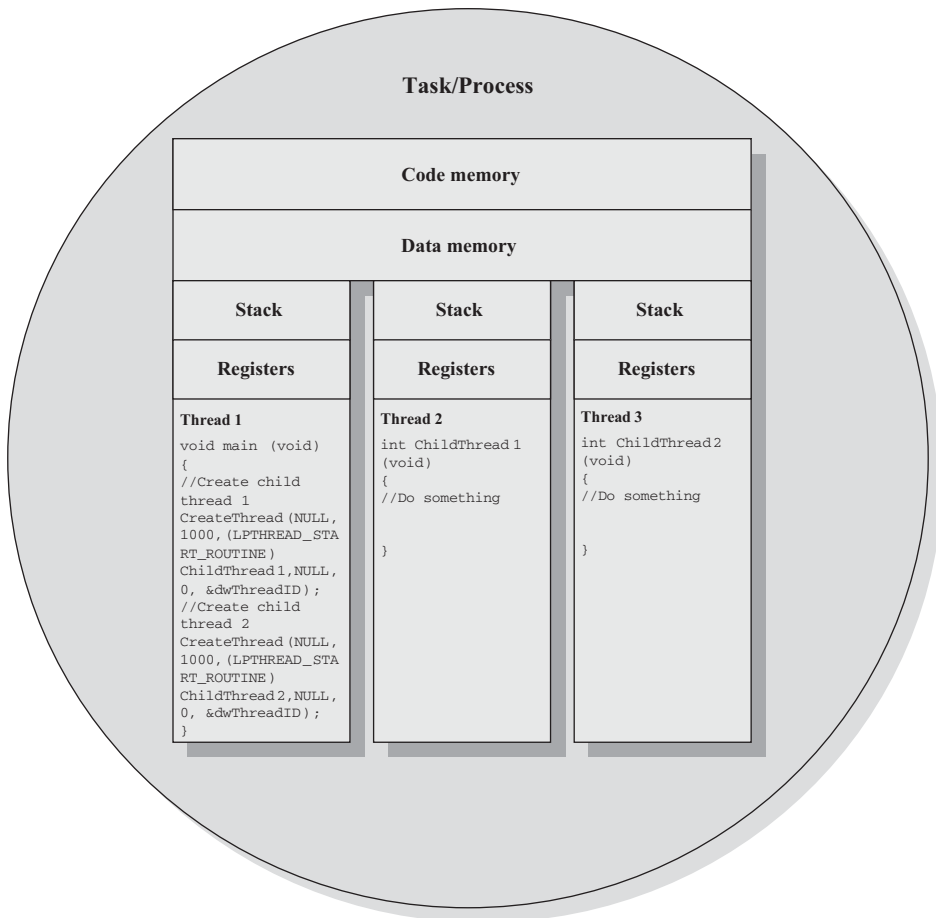 Task/Process
Code memory
Data memory
Stack
Registers
Thread 1
void main (void)
{
//Create child
thread 1
CreateThread(NULL,
1000,(LPTHREAD_STA
RT_ROUTINE)
ChildThread1,NULL,
0, &dwThreadID);
//Create child
thread 2
CreateThread(NULL,
1000,(LPTHREAD_STA
RT_ROUTINE)
ChildThread2,NULL,
0, &dwThreadID);
}
Stack
Registers
Thread 2
int ChildThread1
(void)
{
//Do something
}
Stack
Registers
Thread 3
int ChildThread2
(void)
{
//Do something
}